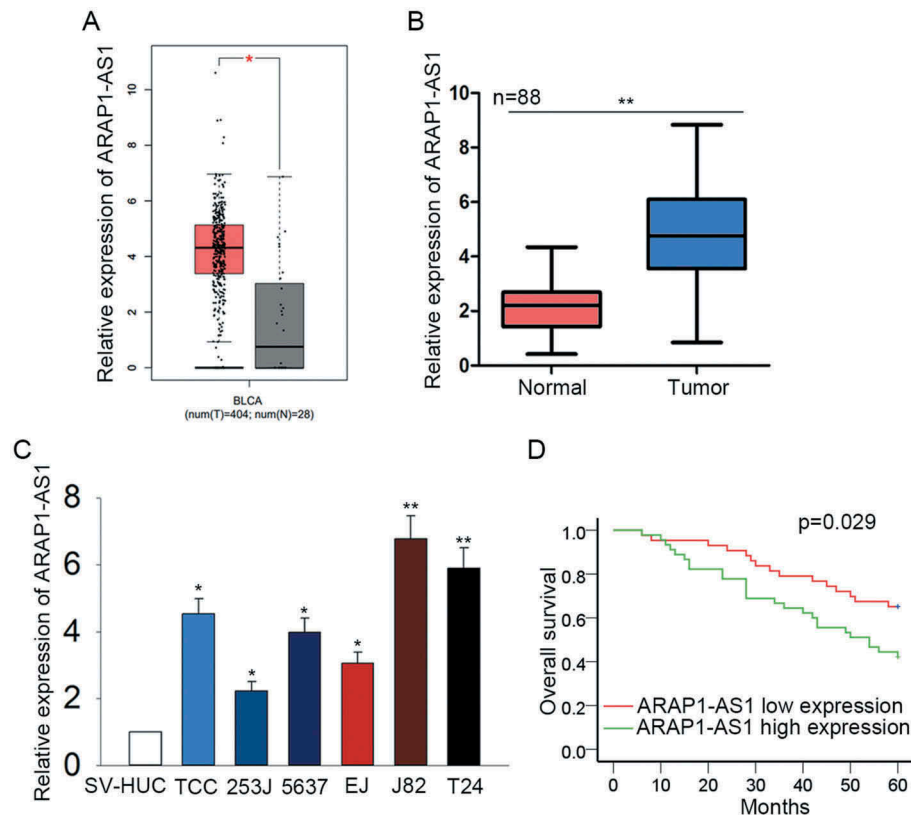 A
Relative expression of ARAP1-AS1
10
8
6
4
2
0
*
BLCA
(num(T)=404; num(N)=28)
B
Relative expression of ARAP1-AS1
10
8
6
4
2
0
n=88
**
Normal
Tumor
C
Relative expression of ARAP1-AS1
8
6
4
2
0
*
*
*
*
**
**
SV-HUC
TCC
253J
5637
EJ
J82
T24
D
Overall survival
1.0
0.8
0.6
0.4
0.2
0.0
p=0.029
ARAP1-AS1 low expression
ARAP1-AS1 high expression
0
10
20
30
40
50
60
Months